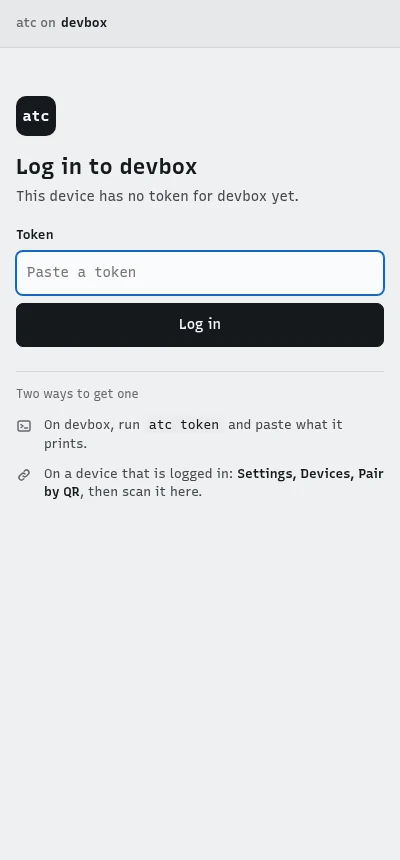 atc on devbox
atc
Log in to devbox
This device has no token for devbox yet.
Token
Paste a token
Log in
Two ways to get one
On devbox, run atc token and paste what it
prints.
On a device that is logged in: Settings, Devices, Pair
by QR, then scan it here.